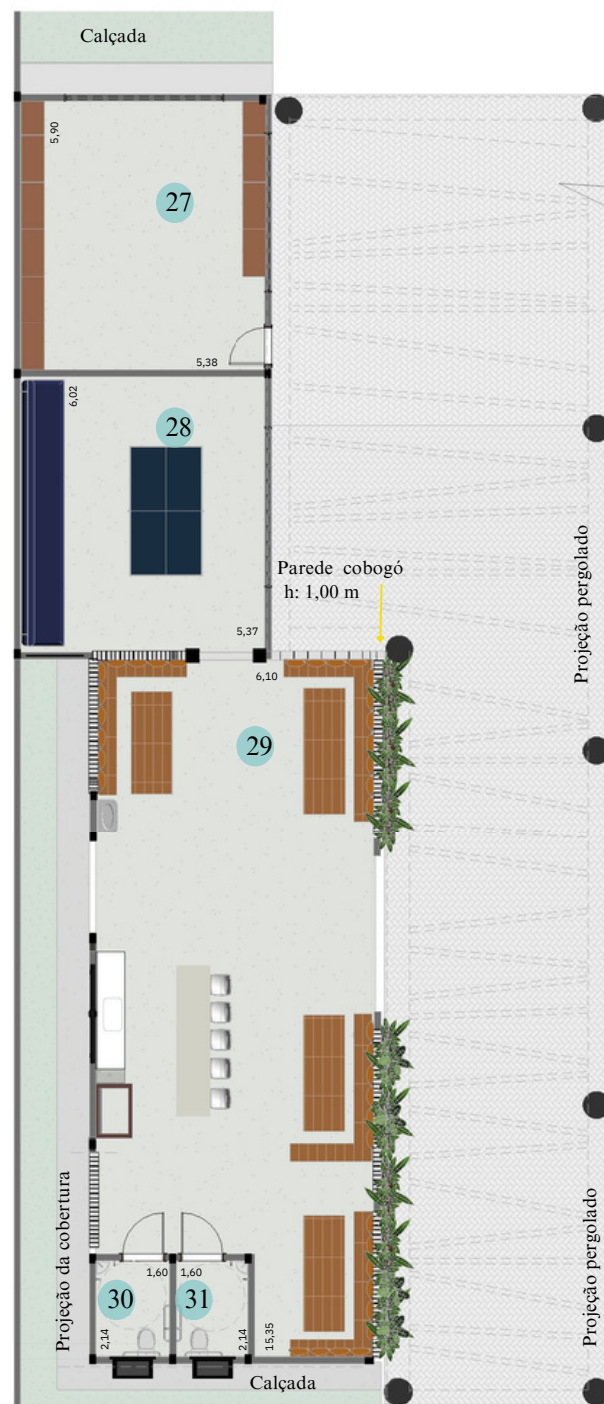 Calçada
5,90
27
5,38
6,02
28
Parede cobogó
h: 1,00 m
5,37
6,10
Projeção pergolado
29
Projeção da cobertura
1,60
1,60
30
31
2,14
2,14
15,35
Projeção pergolado
Calçada